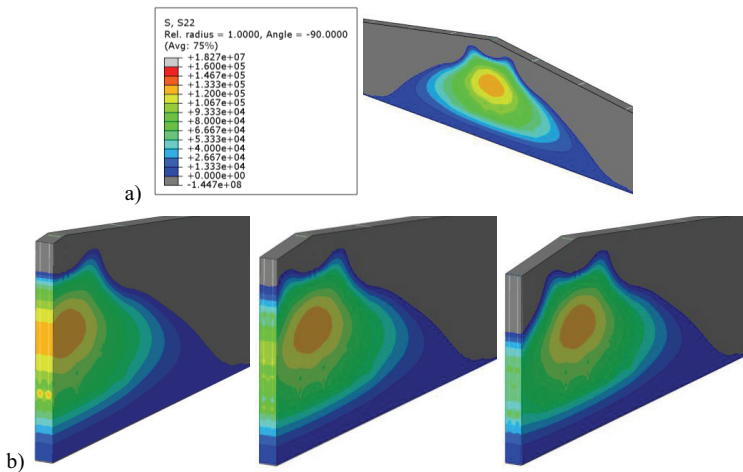 S, S22
Rel. radius = 1.0000, Angle = -90.0000
(Avg: 75%)
+1.827e+07
+1.600e+05
+1.467e+05
+1.333e+05
+1.200e+05
+1.067e+05
+9.333e+04
+8.000e+04
+6.667e+04
+5.333e+04
+4.000e+04
+2.667e+04
+1.333e+04
+0.000e+00
-1.447e+08
a)
b)